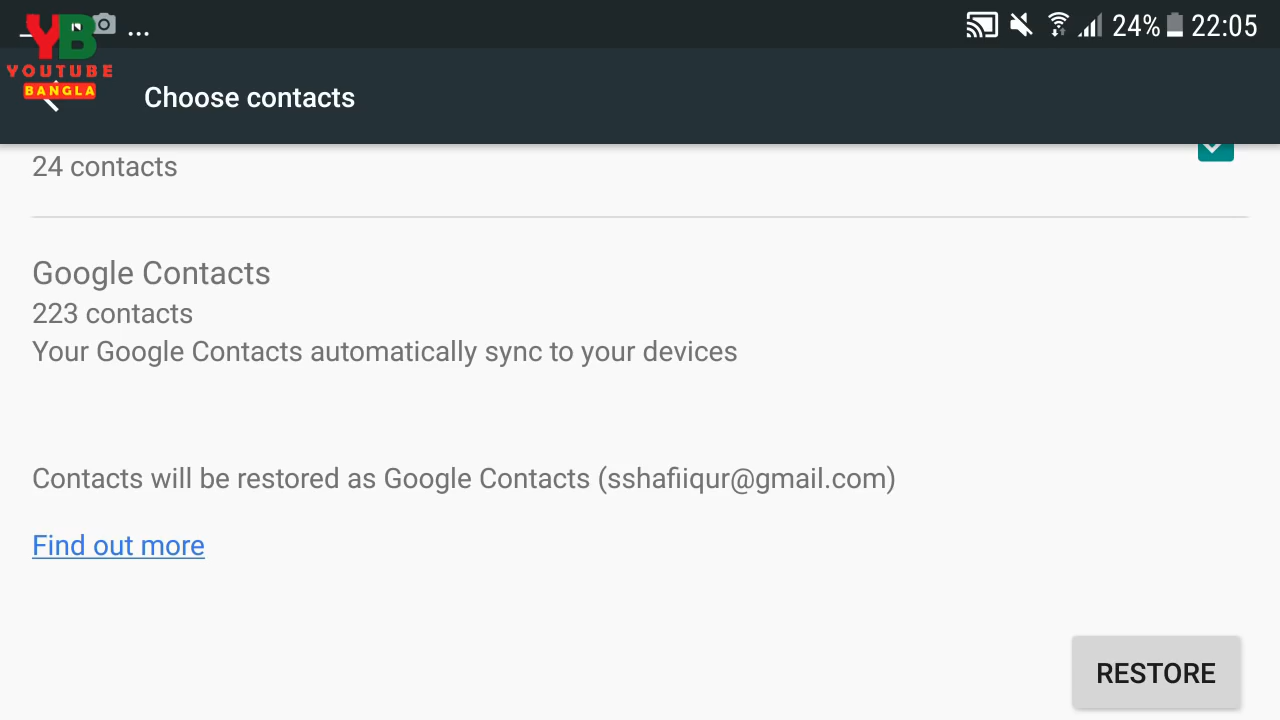 YB
YOUTUBE
BANGLA
...
24% 22:05
Choose contacts
24 contacts
Google Contacts
223 contacts
Your Google Contacts automatically sync to your devices
Contacts will be restored as Google Contacts (sshafiiqur@gmail.com)
Find out more
RESTORE